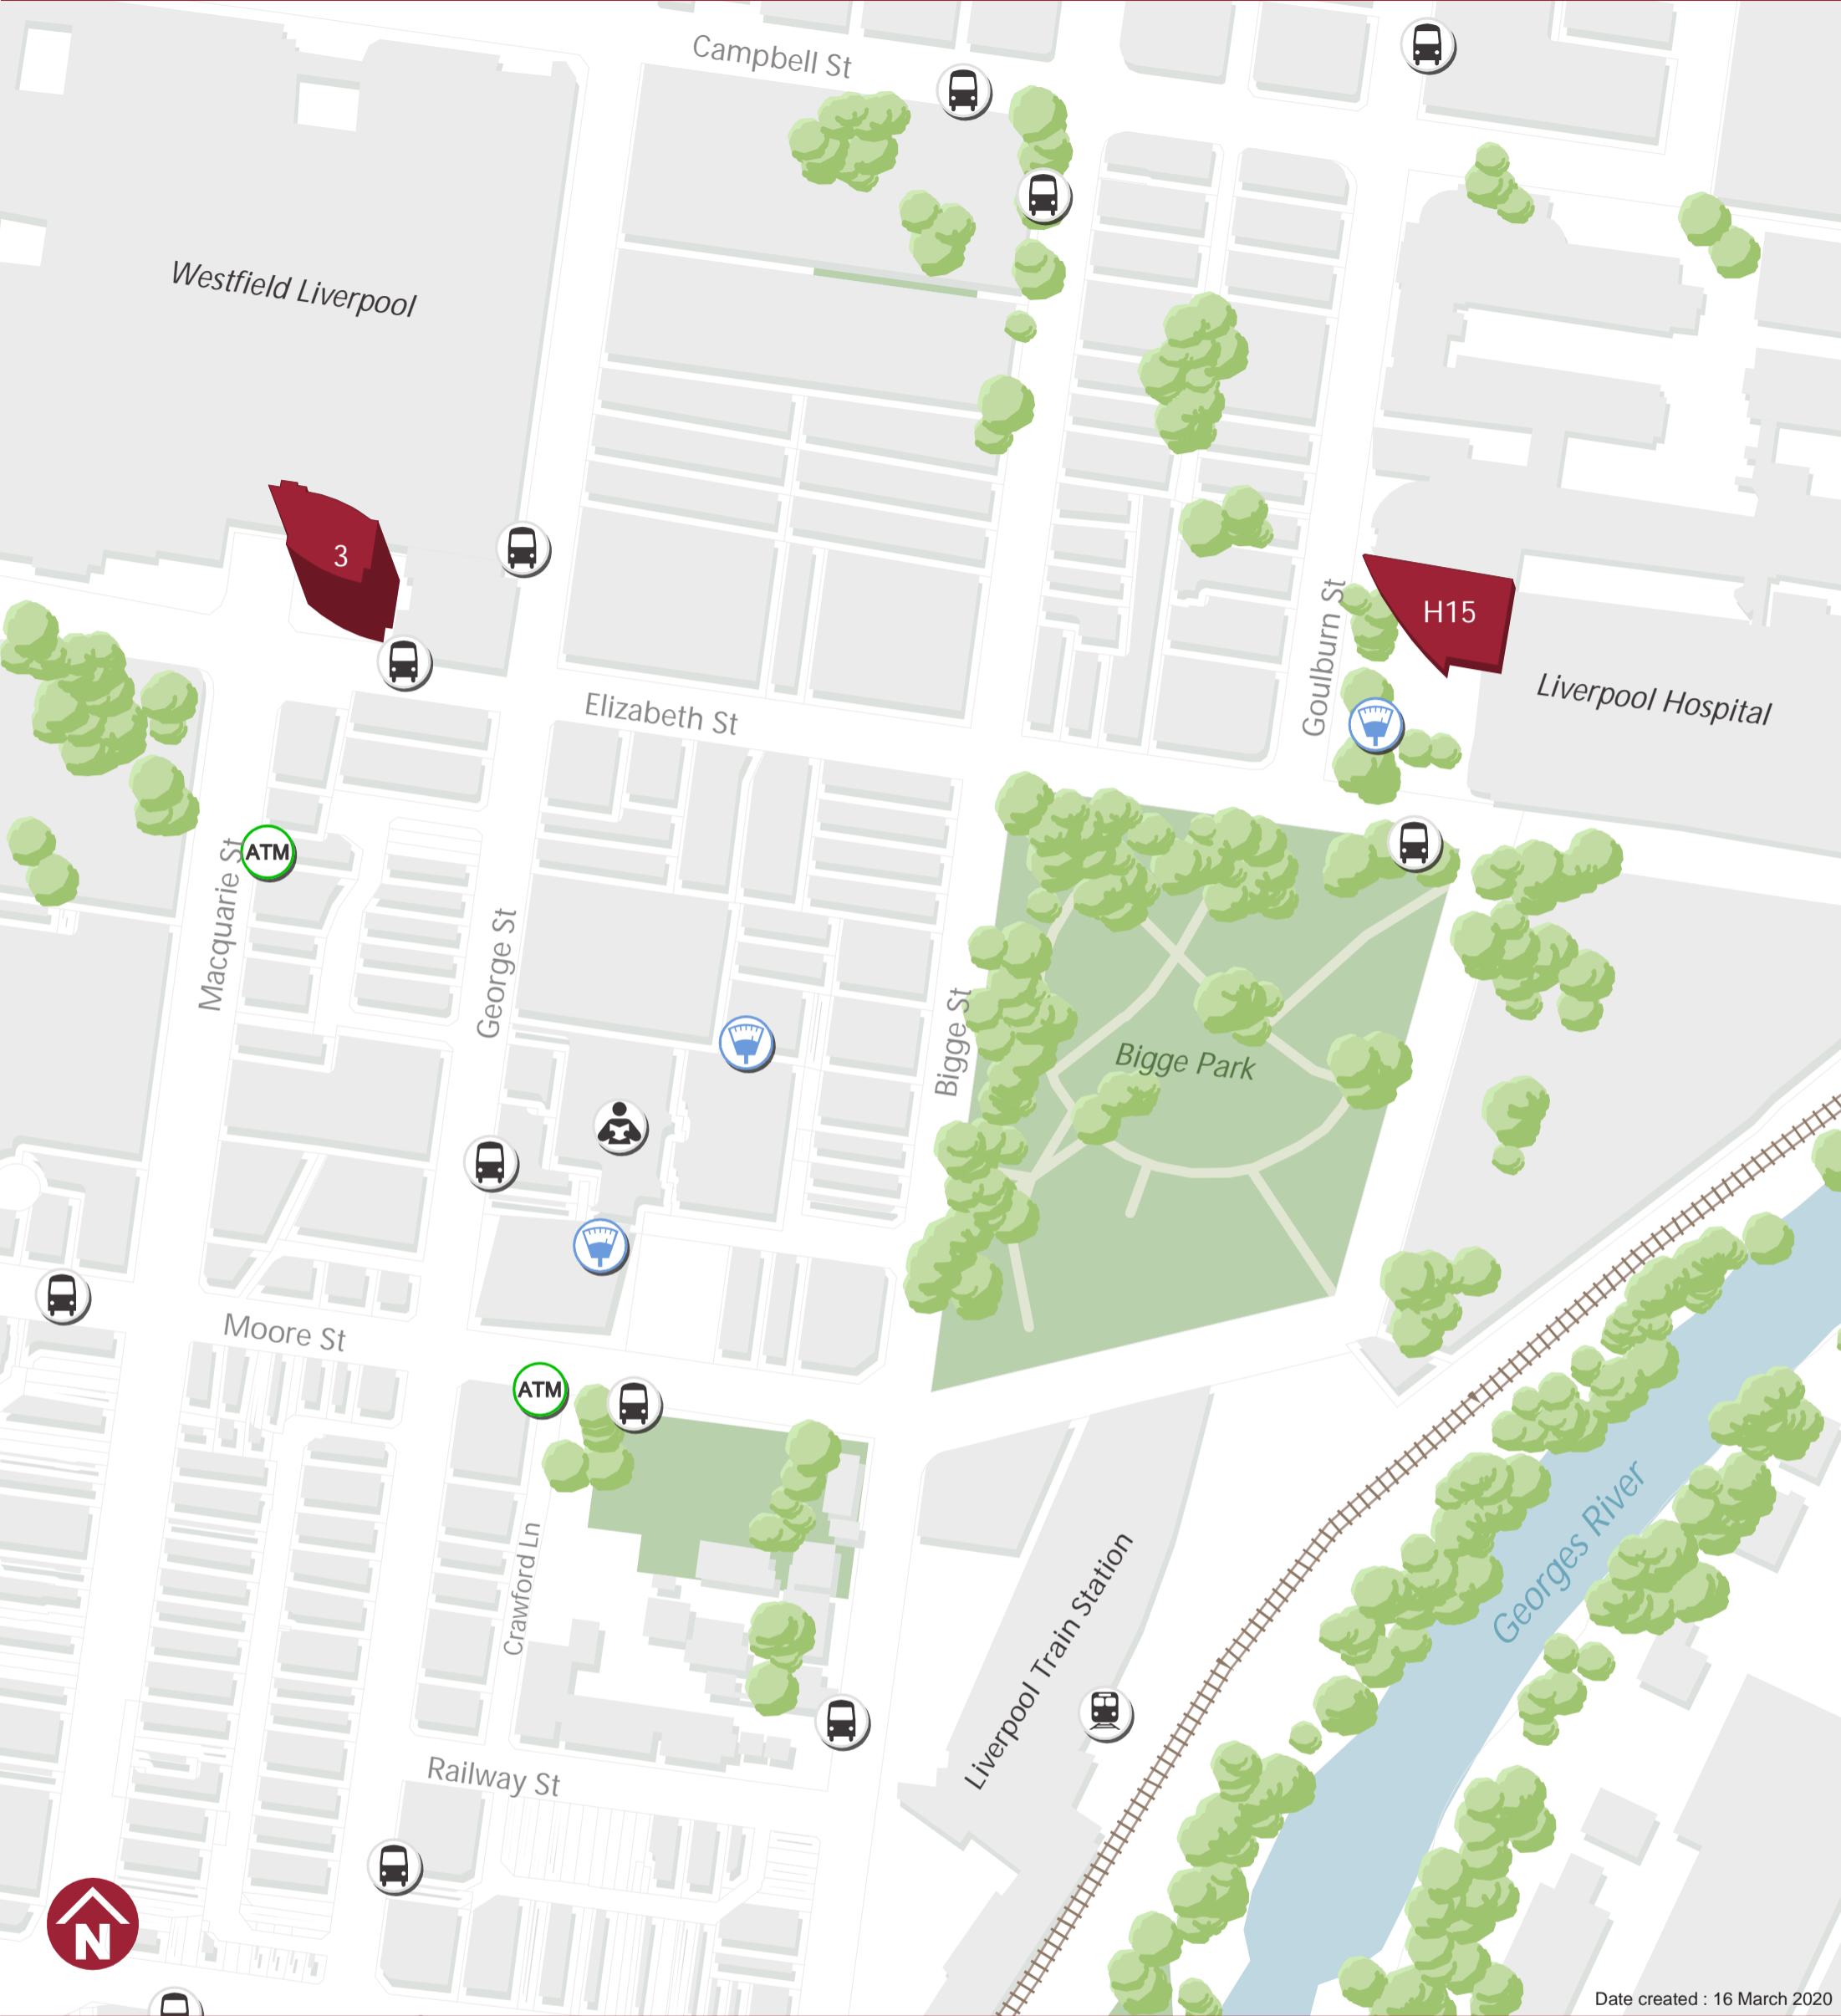 Campbell St
Westfield Liverpool
3
H15
Goulburn St
Liverpool Hospital
Elizabeth St
ATM
Macquarie St
George St
Bigge St
Bigge Park
Moore St
ATM
Crawford Ln
Georges River
Liverpool Train Station
Railway St
N
Date created : 16 March 2020